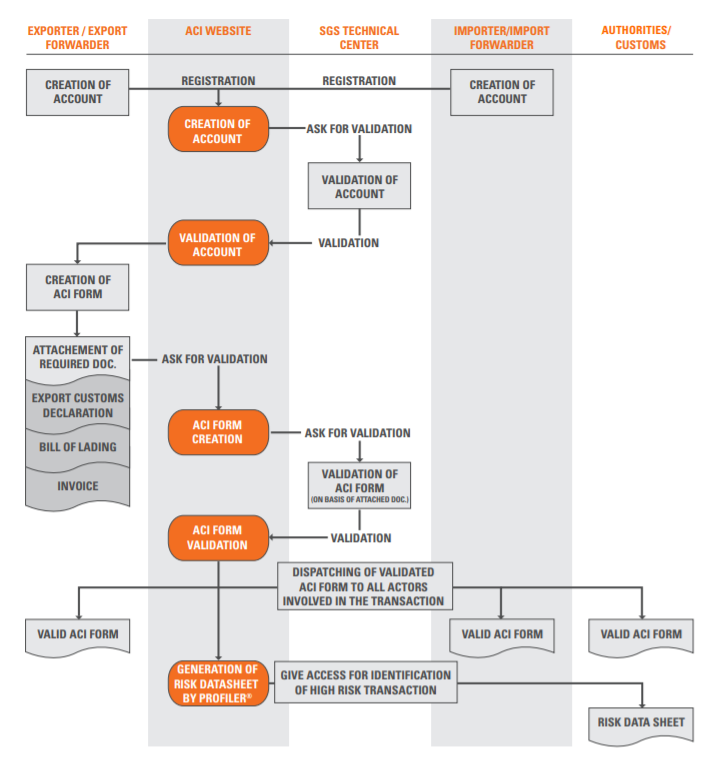 EXPORTER / EXPORT
FORWARDER
ACI WEBSITE
SGS TECHNICAL
CENTER
IMPORTER/IMPORT
FORWARDER
AUTHORITIES/
CUSTOMS
CREATION OF
ACCOUNT
REGISTRATION
REGISTRATION
CREATION OF
ACCOUNT
CREATION OF
ACCOUNT
ASK FOR VALIDATION
VALIDATION OF
ACCOUNT
VALIDATION OF
ACCOUNT
VALIDATION
CREATION OF
ACI FORM
ATTACHEMENT OF
REQUIRED DOC.
ASK FOR VALIDATION
EXPORT CUSTOMS
DECLARATION
BILL OF LADING
INVOICE
ACI FORM
CREATION
ASK FOR VALIDATION
VALIDATION OF
ACI FORM
(ON BASIS OF ATTACHED DOC.)
ACI FORM
VALIDATION
VALIDATION
DISPATCHING OF VALIDATED
ACI FORM TO ALL ACTORS
INVOLVED IN THE TRANSACTION
VALID ACI FORM
VALID ACI FORM
VALID ACI FORM
GENERATION OF
RISK DATASHEET
BY PROFILER®
GIVE ACCESS FOR IDENTIFICATION
OF HIGH RISK TRANSACTION
RISK DATA SHEET